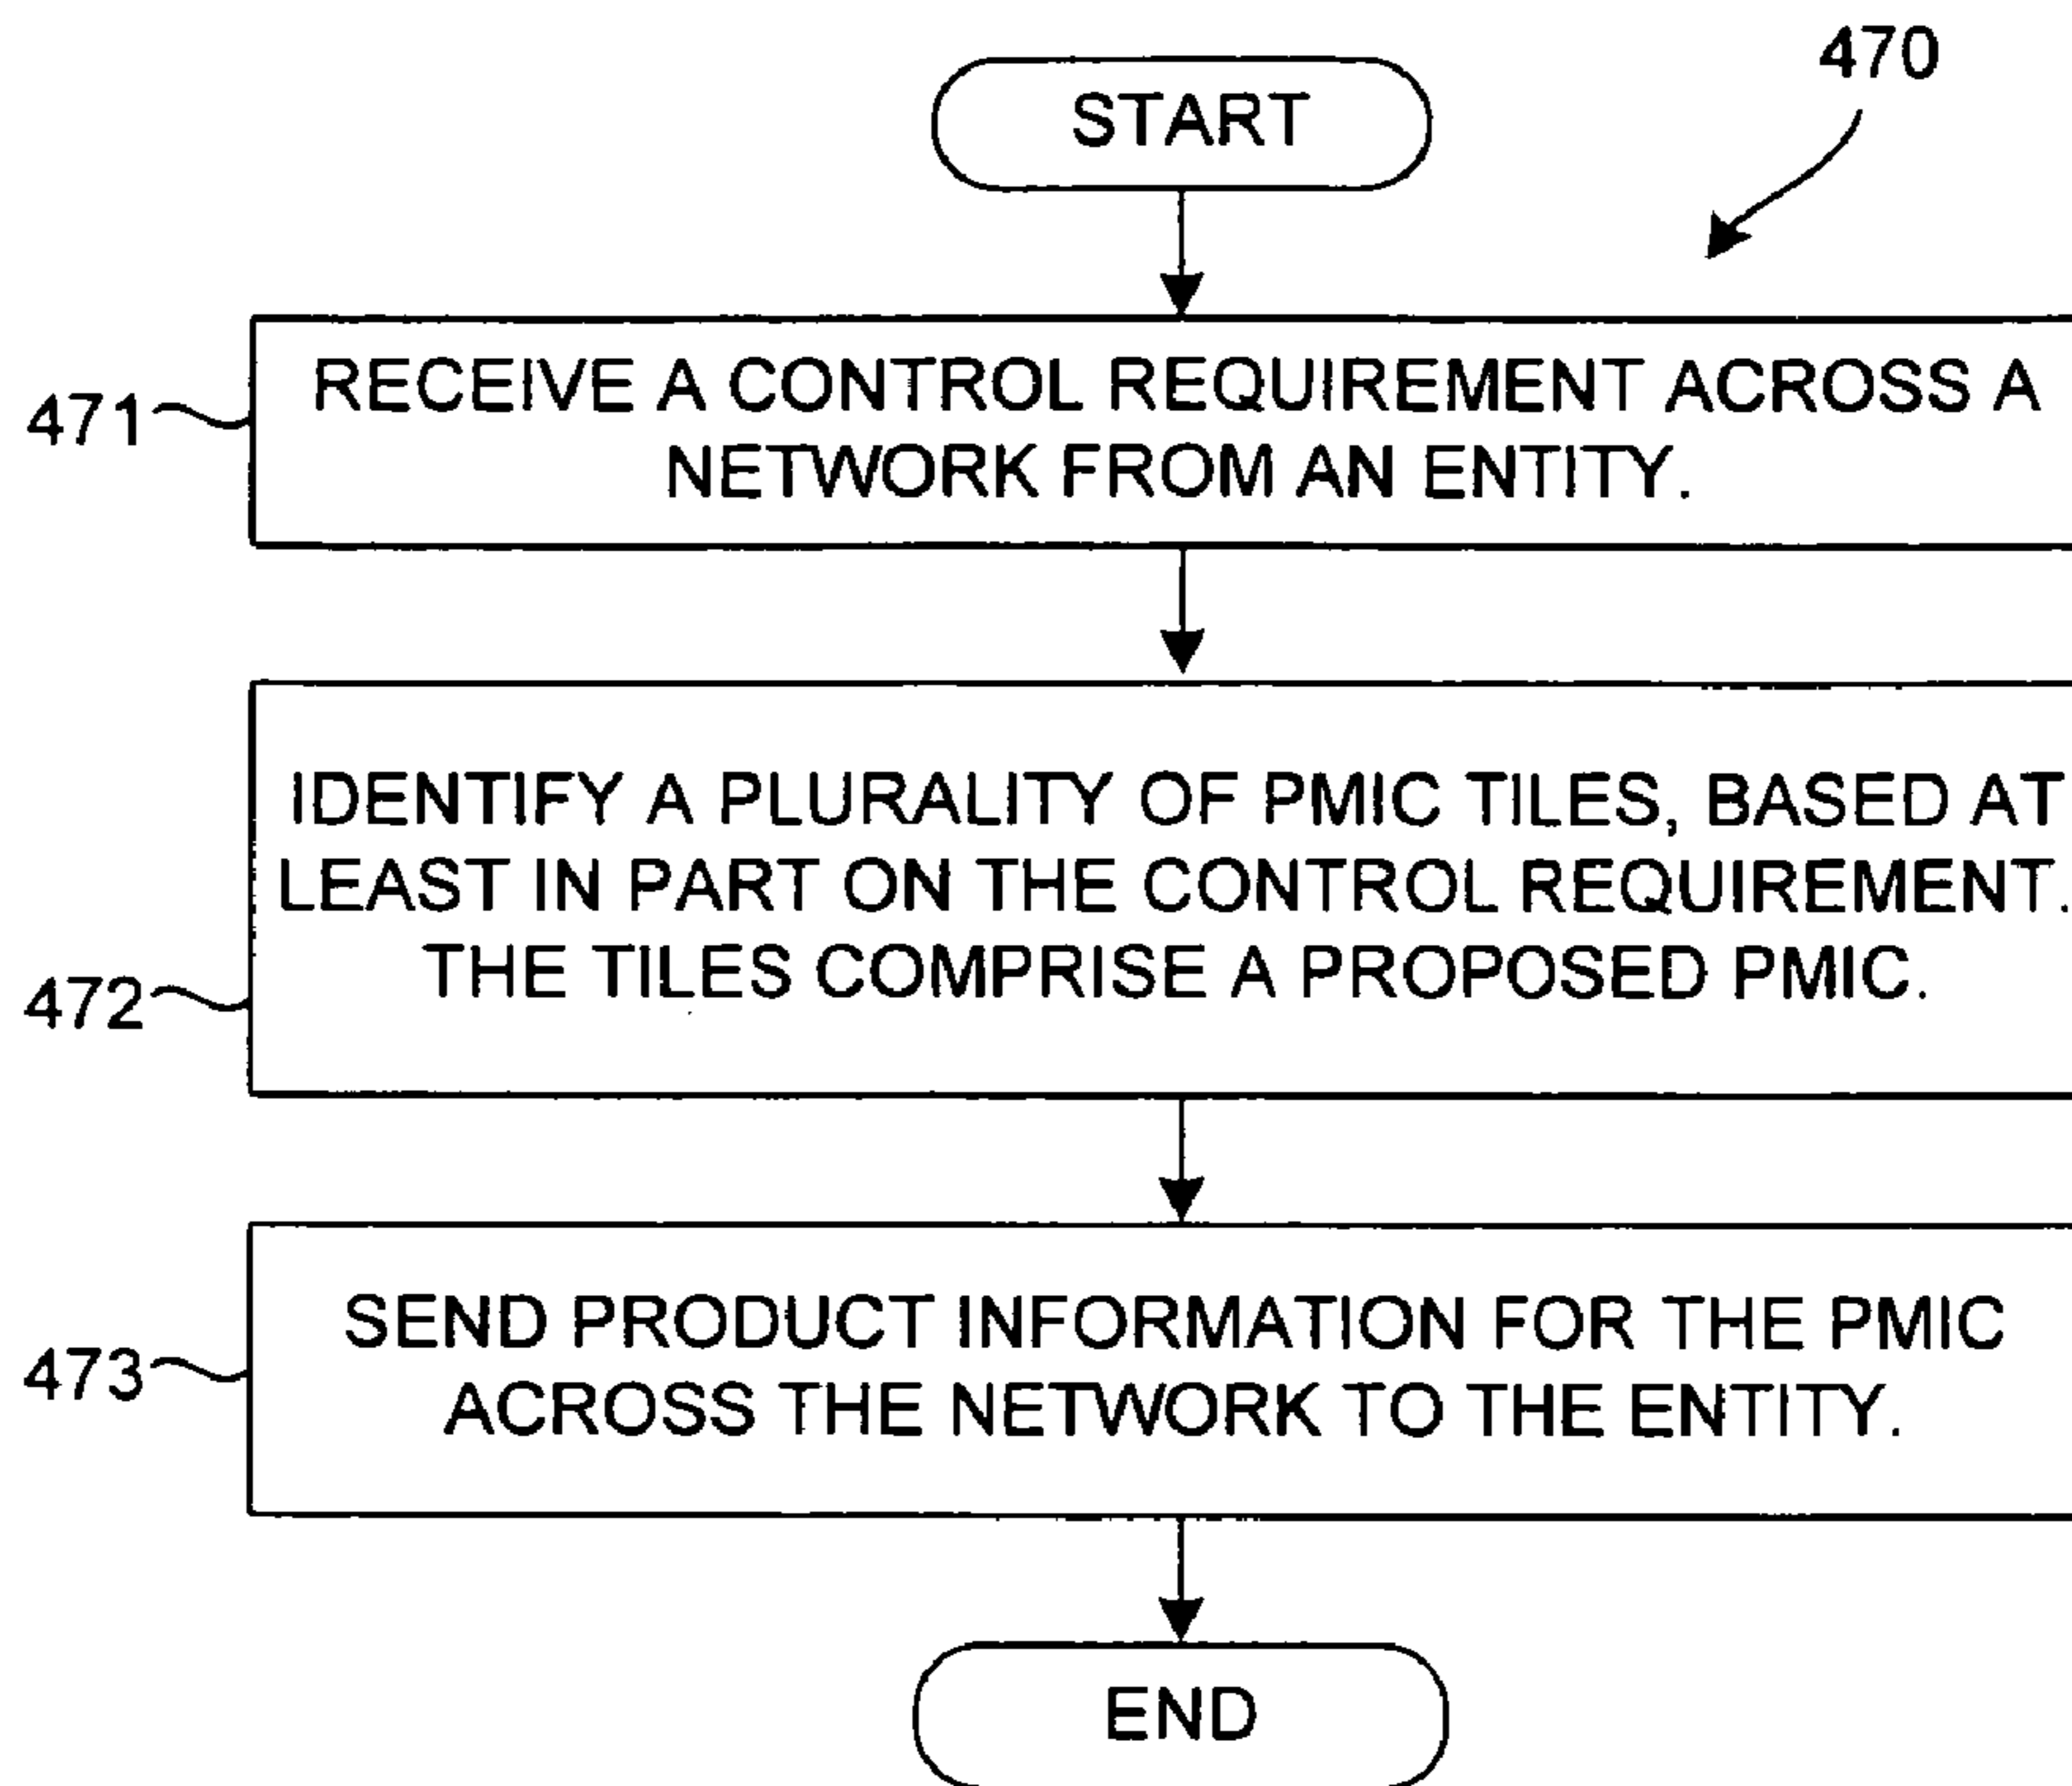 470
START
471
RECEIVE A CONTROL REQUIREMENT ACROSS A
NETWORK FROM AN ENTITY.
IDENTIFY A PLURALITY OF PMIC TILES, BASED AT
LEAST IN PART ON THE CONTROL REQUIREMENT.
THE TILES COMPRISE A PROPOSED PMIC.
472
SEND PRODUCT INFORMATION FOR THE PMIC
473
ACROSS THE NETWORK TO THE ENTITY.
END